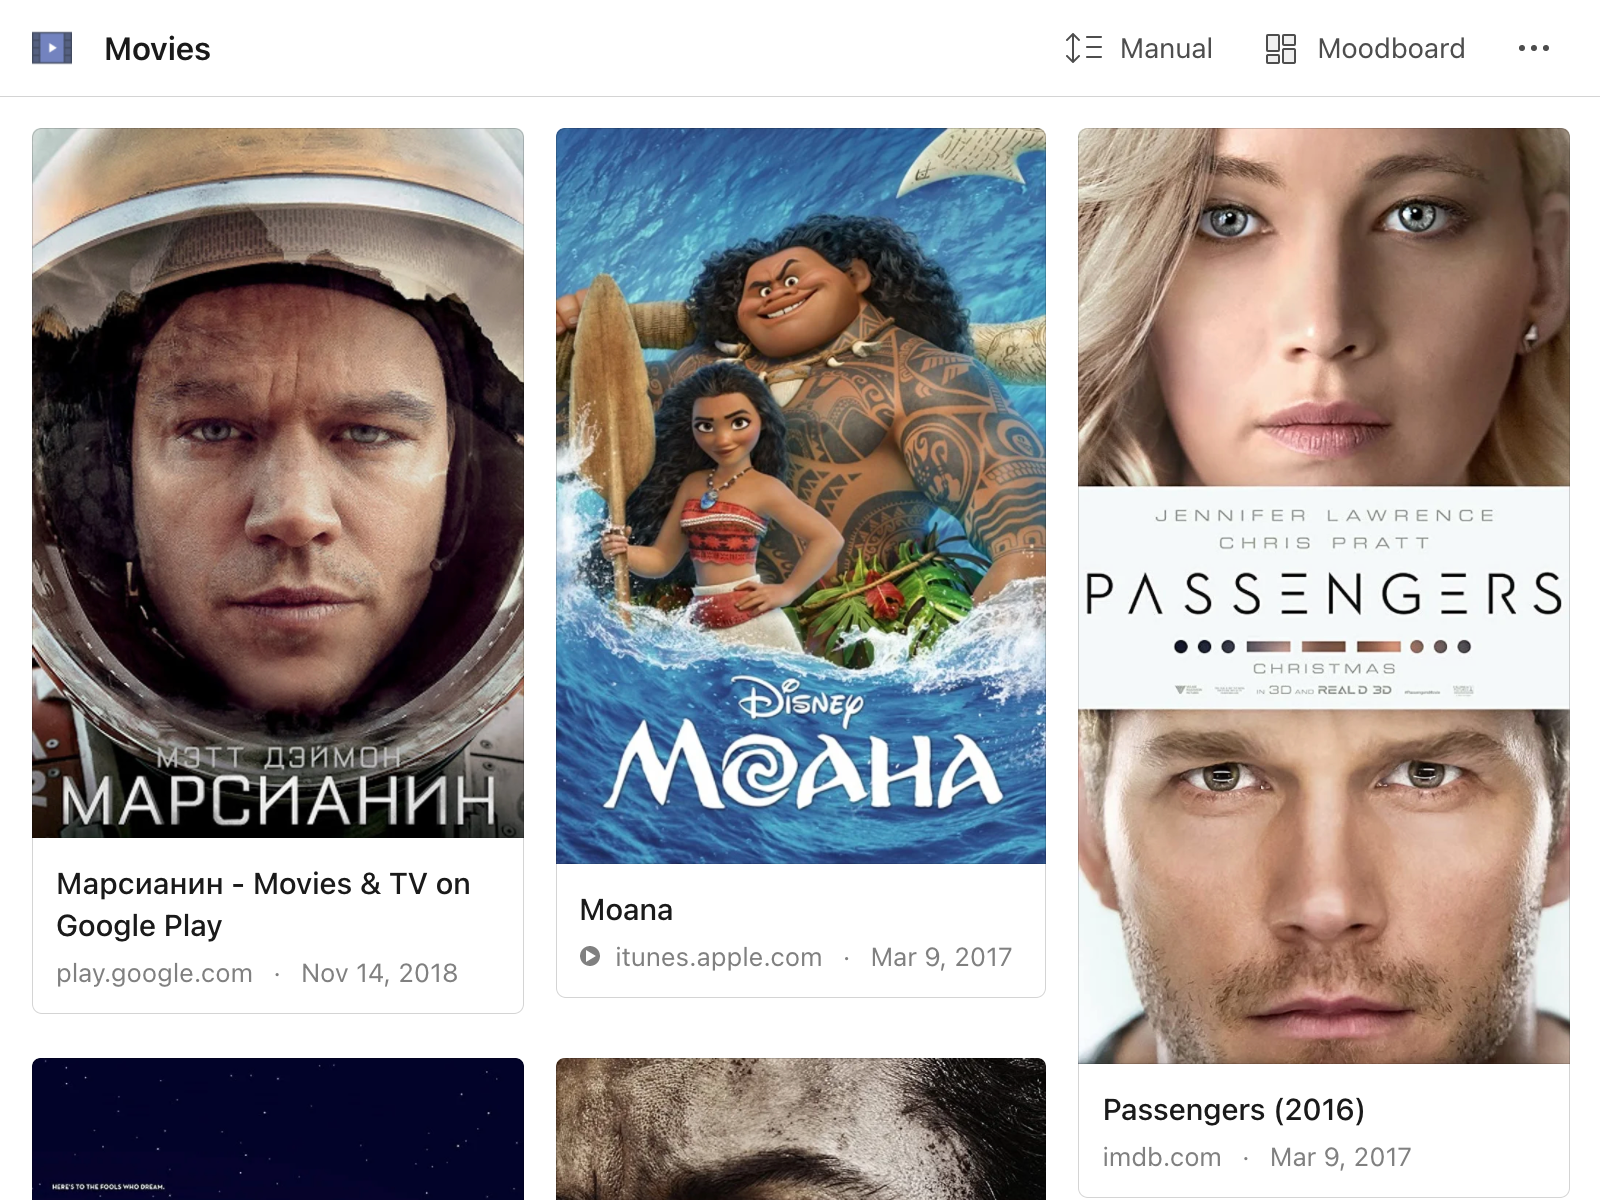 Movies
Manual
Moodboard
МЭТТ ДЭЙМОН
МАРСИАНИН
Марсианин - Movies & TV on
Google Play
play.google.com · Nov 14, 2018
DISNEY
MOANA
Moana
itunes.apple.com · Mar 9, 2017
JENNIFER LAWRENCE
CHRIS PRATT
PASSENGERS
CHRISTMAS
IN 3D AND REAL D 3D
Passengers (2016)
imdb.com · Mar 9, 2017
HERE'S TO THE FOOLS WHO DREAM.